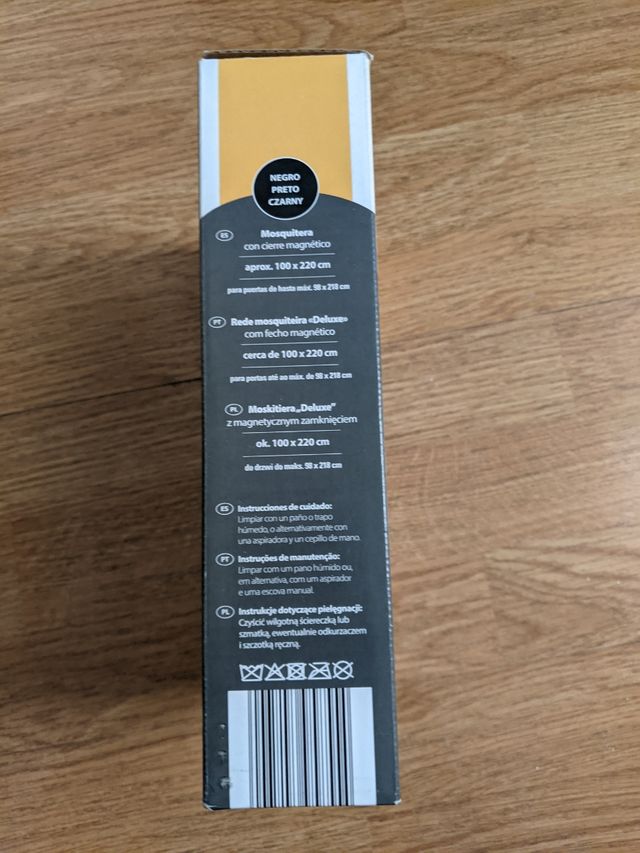 NEGRO
PRETO
CZARNY
ES Mosquitera
con cierre magnético
aprox. 100 x 220 cm
para puertas de hasta máx. 98 x 218 cm
PT Rede mosquiteira «Deluxe»
com fecho magnético
cerca de 100 x 220 cm
para portas até ao máx. de 98 x 218 cm
PL Moskitiera „Deluxe”
z magnetycznym zamknięciem
ok. 100 x 220 cm
do drzwi do maks. 98 x 218 cm
ES Instrucciones de cuidado:
Limpiar con un paño o trapo
húmedo, o alternativamente con
una aspiradora y un cepillo de mano.
PT Instruções de manutenção:
Limpar com um pano húmido ou,
em alternativa, com um aspirador
e uma escova manual.
PL Instrukcje dotyczące pielęgnacji:
Czyścić wilgotną ściereczką lub
szmatką, ewentualnie odkurzaczem
i szczotką ręczną.